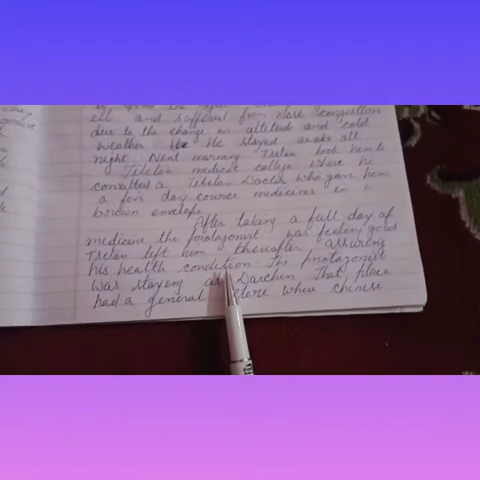 ell and suffered from nose congestion
due to the change in altitude and cold
weather He stayed awake all
night. Next morning Tsetan took him to
Tibetan medical college where he
consulted a Tibetan Doctor who gave him
a few day course medicines in a
brown envelope.
After taking a full day of
medicine the protagonist was feeling good
Tsetan left him thereafter assuring
his health condition. The protagonist
was staying at Darchen. That place
had a general store where chinese